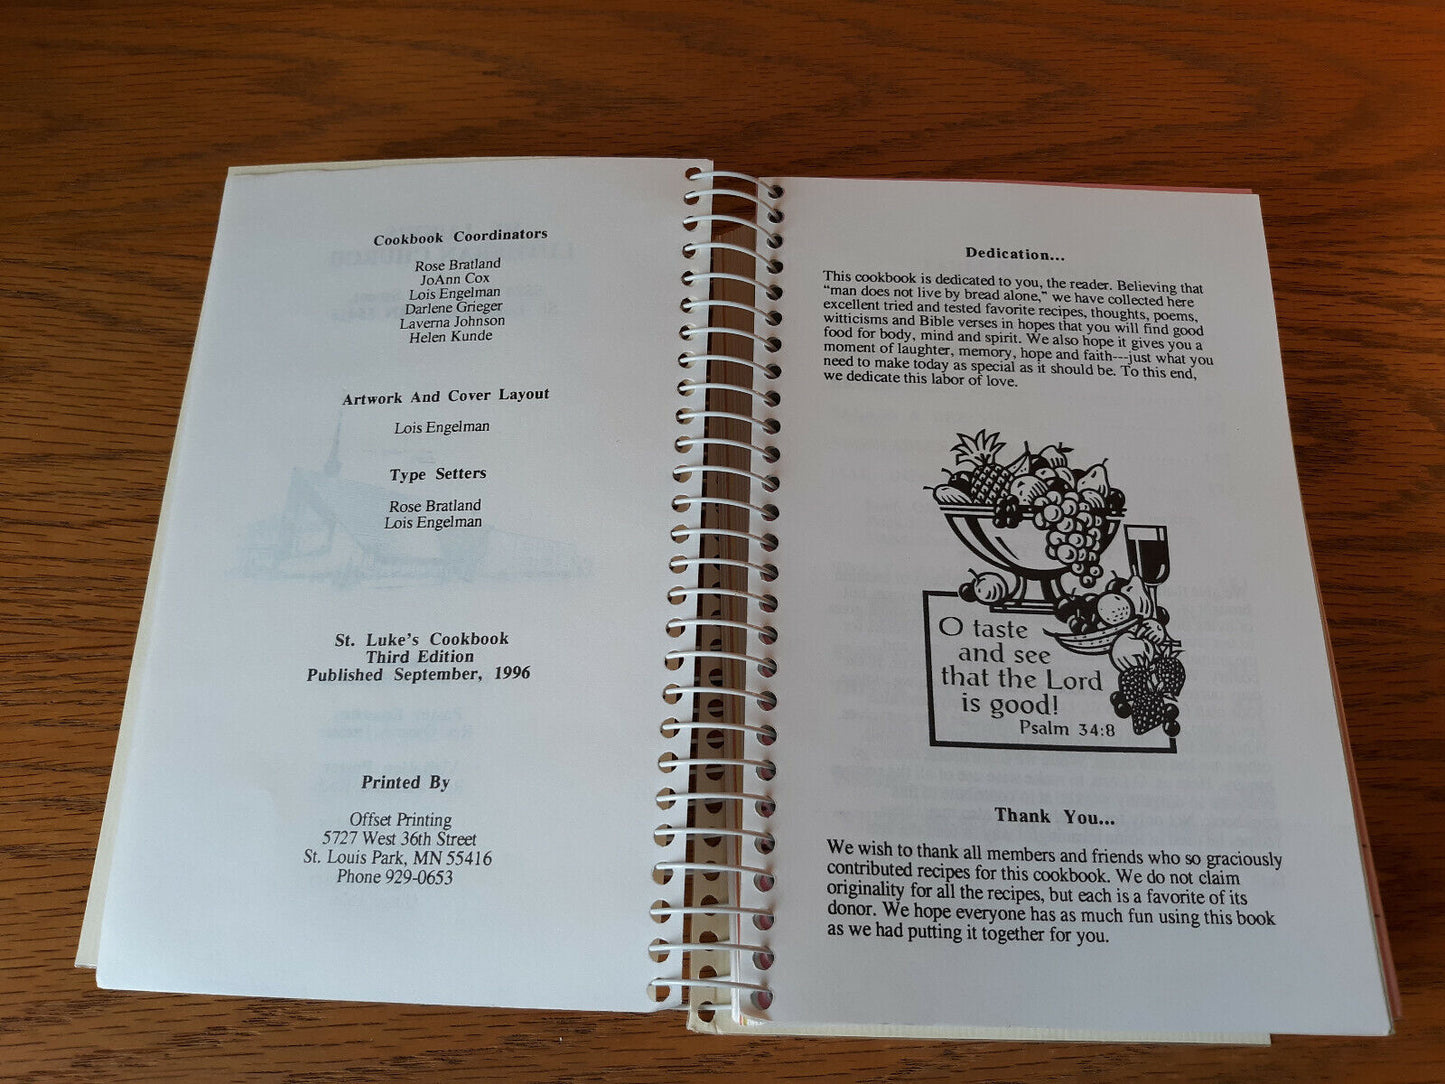 Cookbook Coordinators
Rose Bratland
JoAnn Cox
Lois Engelman
Darlene Grieger
Laverna Johnson
Helen Kunde
Artwork And Cover Layout
Lois Engelman
Type Setters
Rose Bratland
Lois Engelman
St. Luke's Cookbook
Third Edition
Published September, 1996
Printed By
Offset Printing
5727 West 36th Street
St. Louis Park, MN 55416
Phone 929-0653
Dedication...
This cookbook is dedicated to you, the reader. Believing that
"man does not live by bread alone," we have collected here
excellent tried and tested favorite recipes, thoughts, poems,
witticisms and Bible verses in hopes that you will find good
food for body, mind and spirit. We also hope it gives you a
moment of laughter, memory, hope and faith---just what you
need to make today as special as it should be. To this end,
we dedicate this labor of love.
O taste
and see
that the Lord
is good!
Psalm 34:8
Thank You...
We wish to thank all members and friends who so graciously
contributed recipes for this cookbook. We do not claim
originality for all the recipes, but each is a favorite of its
donor. We hope everyone has as much fun using this book
as we had putting it together for you.